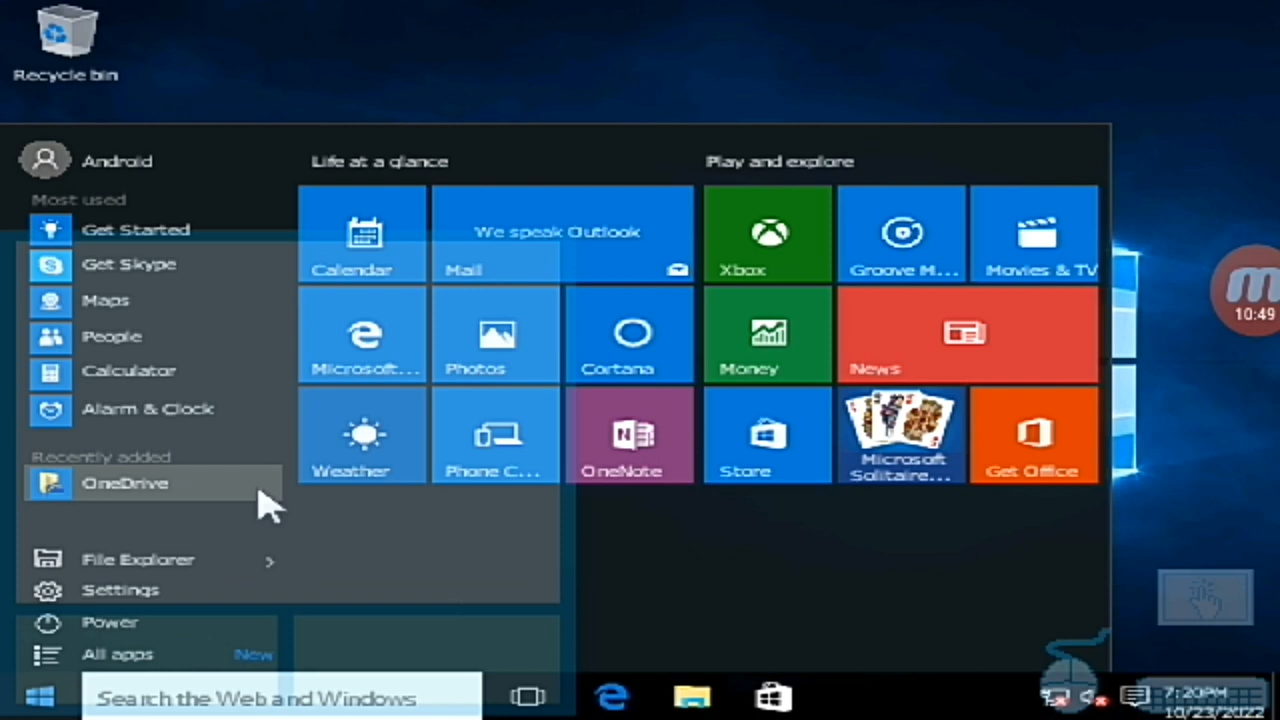 Recycle bin
Android
Most used
Get Started
Get Skype
Maps
People
Calculator
Alarm & Clock
Recently added
OneDrive
File Explorer
Settings
Power
All apps New
Search the Web and Windows
Life at a glance
Calendar
We speak Outlook
Mail
Microsoft...
Photos
Cortana
Weather
Phone C...
OneNote
Play and explore
Xbox
Groove M...
Movies & TV
Money
News
Store
Microsoft
Solitaire...
Get Office
10:49
7:20PM
10/23/2022